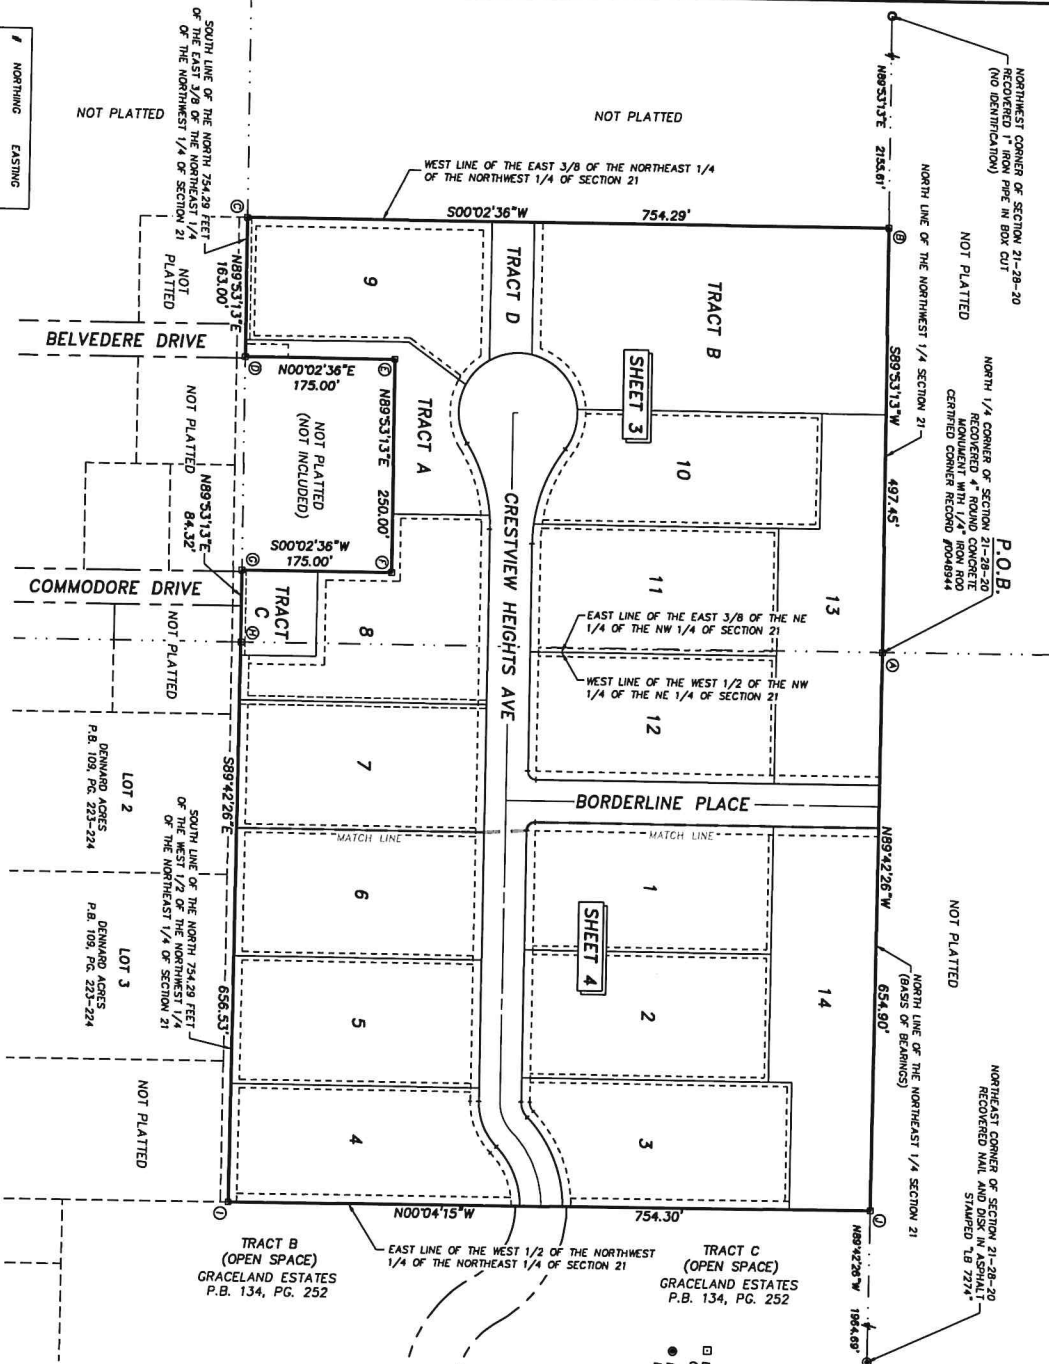 NORTHWEST CORNER OF SECTION 21-28-20
RECOVERED 1" IRON PIPE IN BOX CUT
(NO IDENTIFICATION)
N89°53'13"E 2155.61'
NOT PLATTED
NORTH LINE OF THE NORTHWEST 1/4 SECTION 21
S89°53'13"W 497.45'
P.O.B.
NORTH 1/4 CORNER OF SECTION 21-28-20
RECOVERED 4" ROUND CONCRETE
MONUMENT WITH 1/4" IRON ROD
CERTIFIED CORNER RECORD #0048944
N89°42'26"W 654.90'
NOT PLATTED
NORTH LINE OF THE NORTHEAST 1/4 SECTION 21
(BASIS OF BEARINGS)
NORTHEAST CORNER OF SECTION 21-28-20
RECOVERED NAIL AND DISK IN ASPHALT
STAMPED "LB 7274"
N89°42'26"W 1964.69'
A
B
J
NOT PLATTED
WEST LINE OF THE EAST 3/8 OF THE NORTHEAST 1/4
OF THE NORTHWEST 1/4 OF SECTION 21
S00°02'36"W 754.29'
TRACT B
SHEET 3
TRACT D
9
10
11
12
13
14
EAST LINE OF THE EAST 3/8 OF THE NE
1/4 OF THE NW 1/4 OF SECTION 21
WEST LINE OF THE WEST 1/2 OF THE NW
1/4 OF THE NE 1/4 OF SECTION 21
BORDERLINE PLACE
MATCH LINE
1
2
3
SHEET 4
CRESTVIEW HEIGHTS AVE
TRACT A
N89°53'13"E 250.00'
E
F
N00°02'36"E
175.00'
NOT PLATTED
(NOT INCLUDED)
S00°02'36"W
175.00'
D
G
TRACT
C
H
8
7
MATCH LINE
6
5
4
N00°04'15"W 754.30'
EAST LINE OF THE WEST 1/2 OF THE NORTHWEST
1/4 OF THE NORTHEAST 1/4 OF SECTION 21
TRACT C
(OPEN SPACE)
GRACELAND ESTATES
P.B. 134, PG. 252
TRACT B
(OPEN SPACE)
GRACELAND ESTATES
P.B. 134, PG. 252
C
I
SOUTH LINE OF THE NORTH 754.29 FEET
OF THE EAST 3/8 OF THE NORTHEAST 1/4
OF THE NORTHWEST 1/4 OF SECTION 21
N89°53'13"E
163.00'
NOT PLATTED
NOT
PLATTED
BELVEDERE DRIVE
NOT PLATTED
N89°53'13"E
84.32'
COMMODORE DRIVE
NOT PLATTED
S89°42'26"E 656.53'
SOUTH LINE OF THE NORTH 754.29 FEET
OF THE WEST 1/2 OF THE NORTHWEST 1/4
OF THE NORTHEAST 1/4 OF SECTION 21
LOT 2
DENNARD ACRES
P.B. 109, PG. 223-224
LOT 3
DENNARD ACRES
P.B. 109, PG. 223-224
NOT PLATTED
# NORTHING EASTING